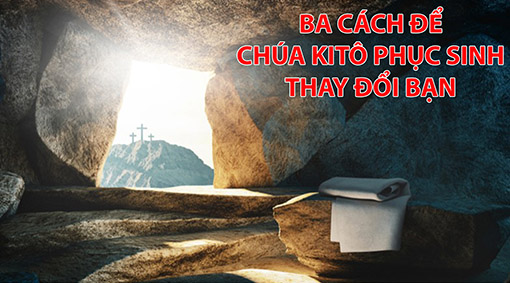 BA CÁCH ĐỂ
CHÚA KITÔ PHỤC SINH
THAY ĐỔI BẠN